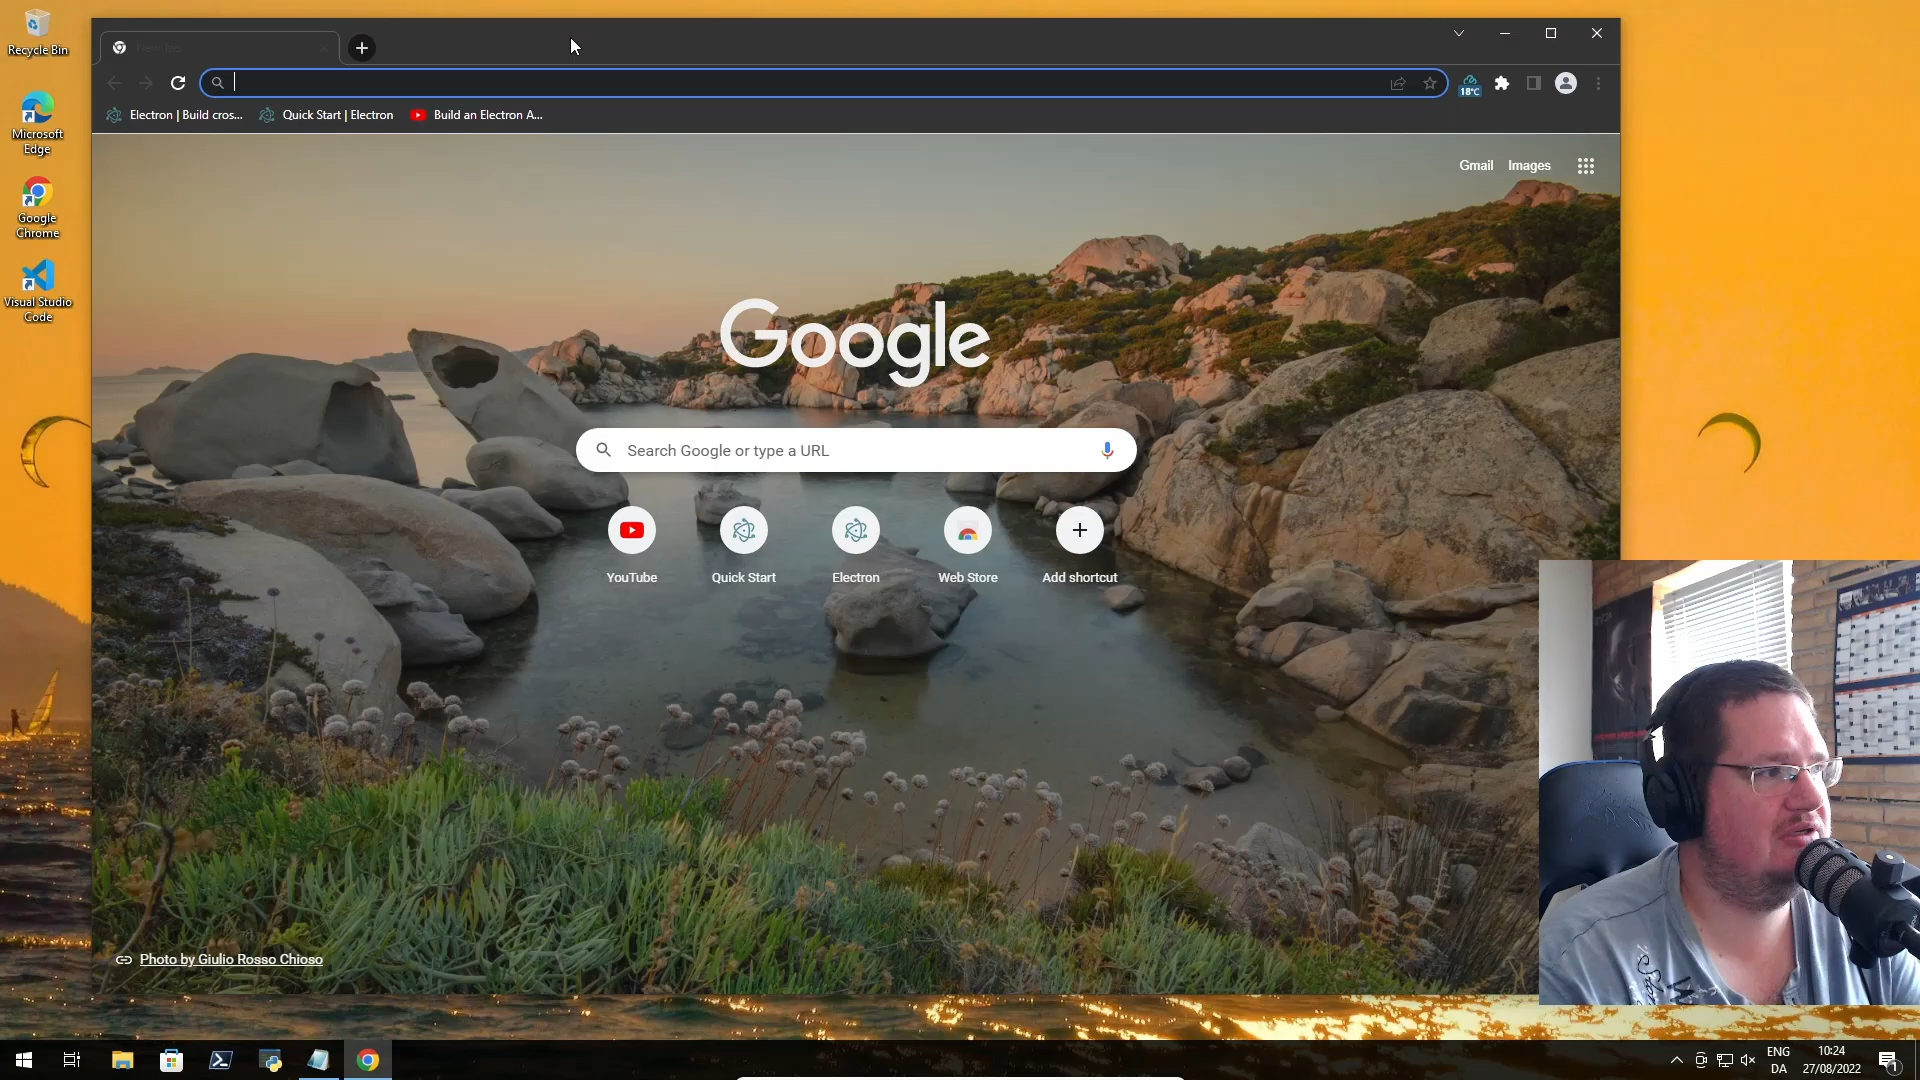 Recycle Bin
Microsoft
Edge
Google
Chrome
Visual Studio
Code
18°C
Electron | Build cros...
Quick Start | Electron
Build an Electron A...
Gmail
Images
Google
Search Google or type a URL
YouTube
Quick Start
Electron
Web Store
Add shortcut
Photo by Giulio Rosso Chioso
ENG
DA
10:24
27/08/2022
1